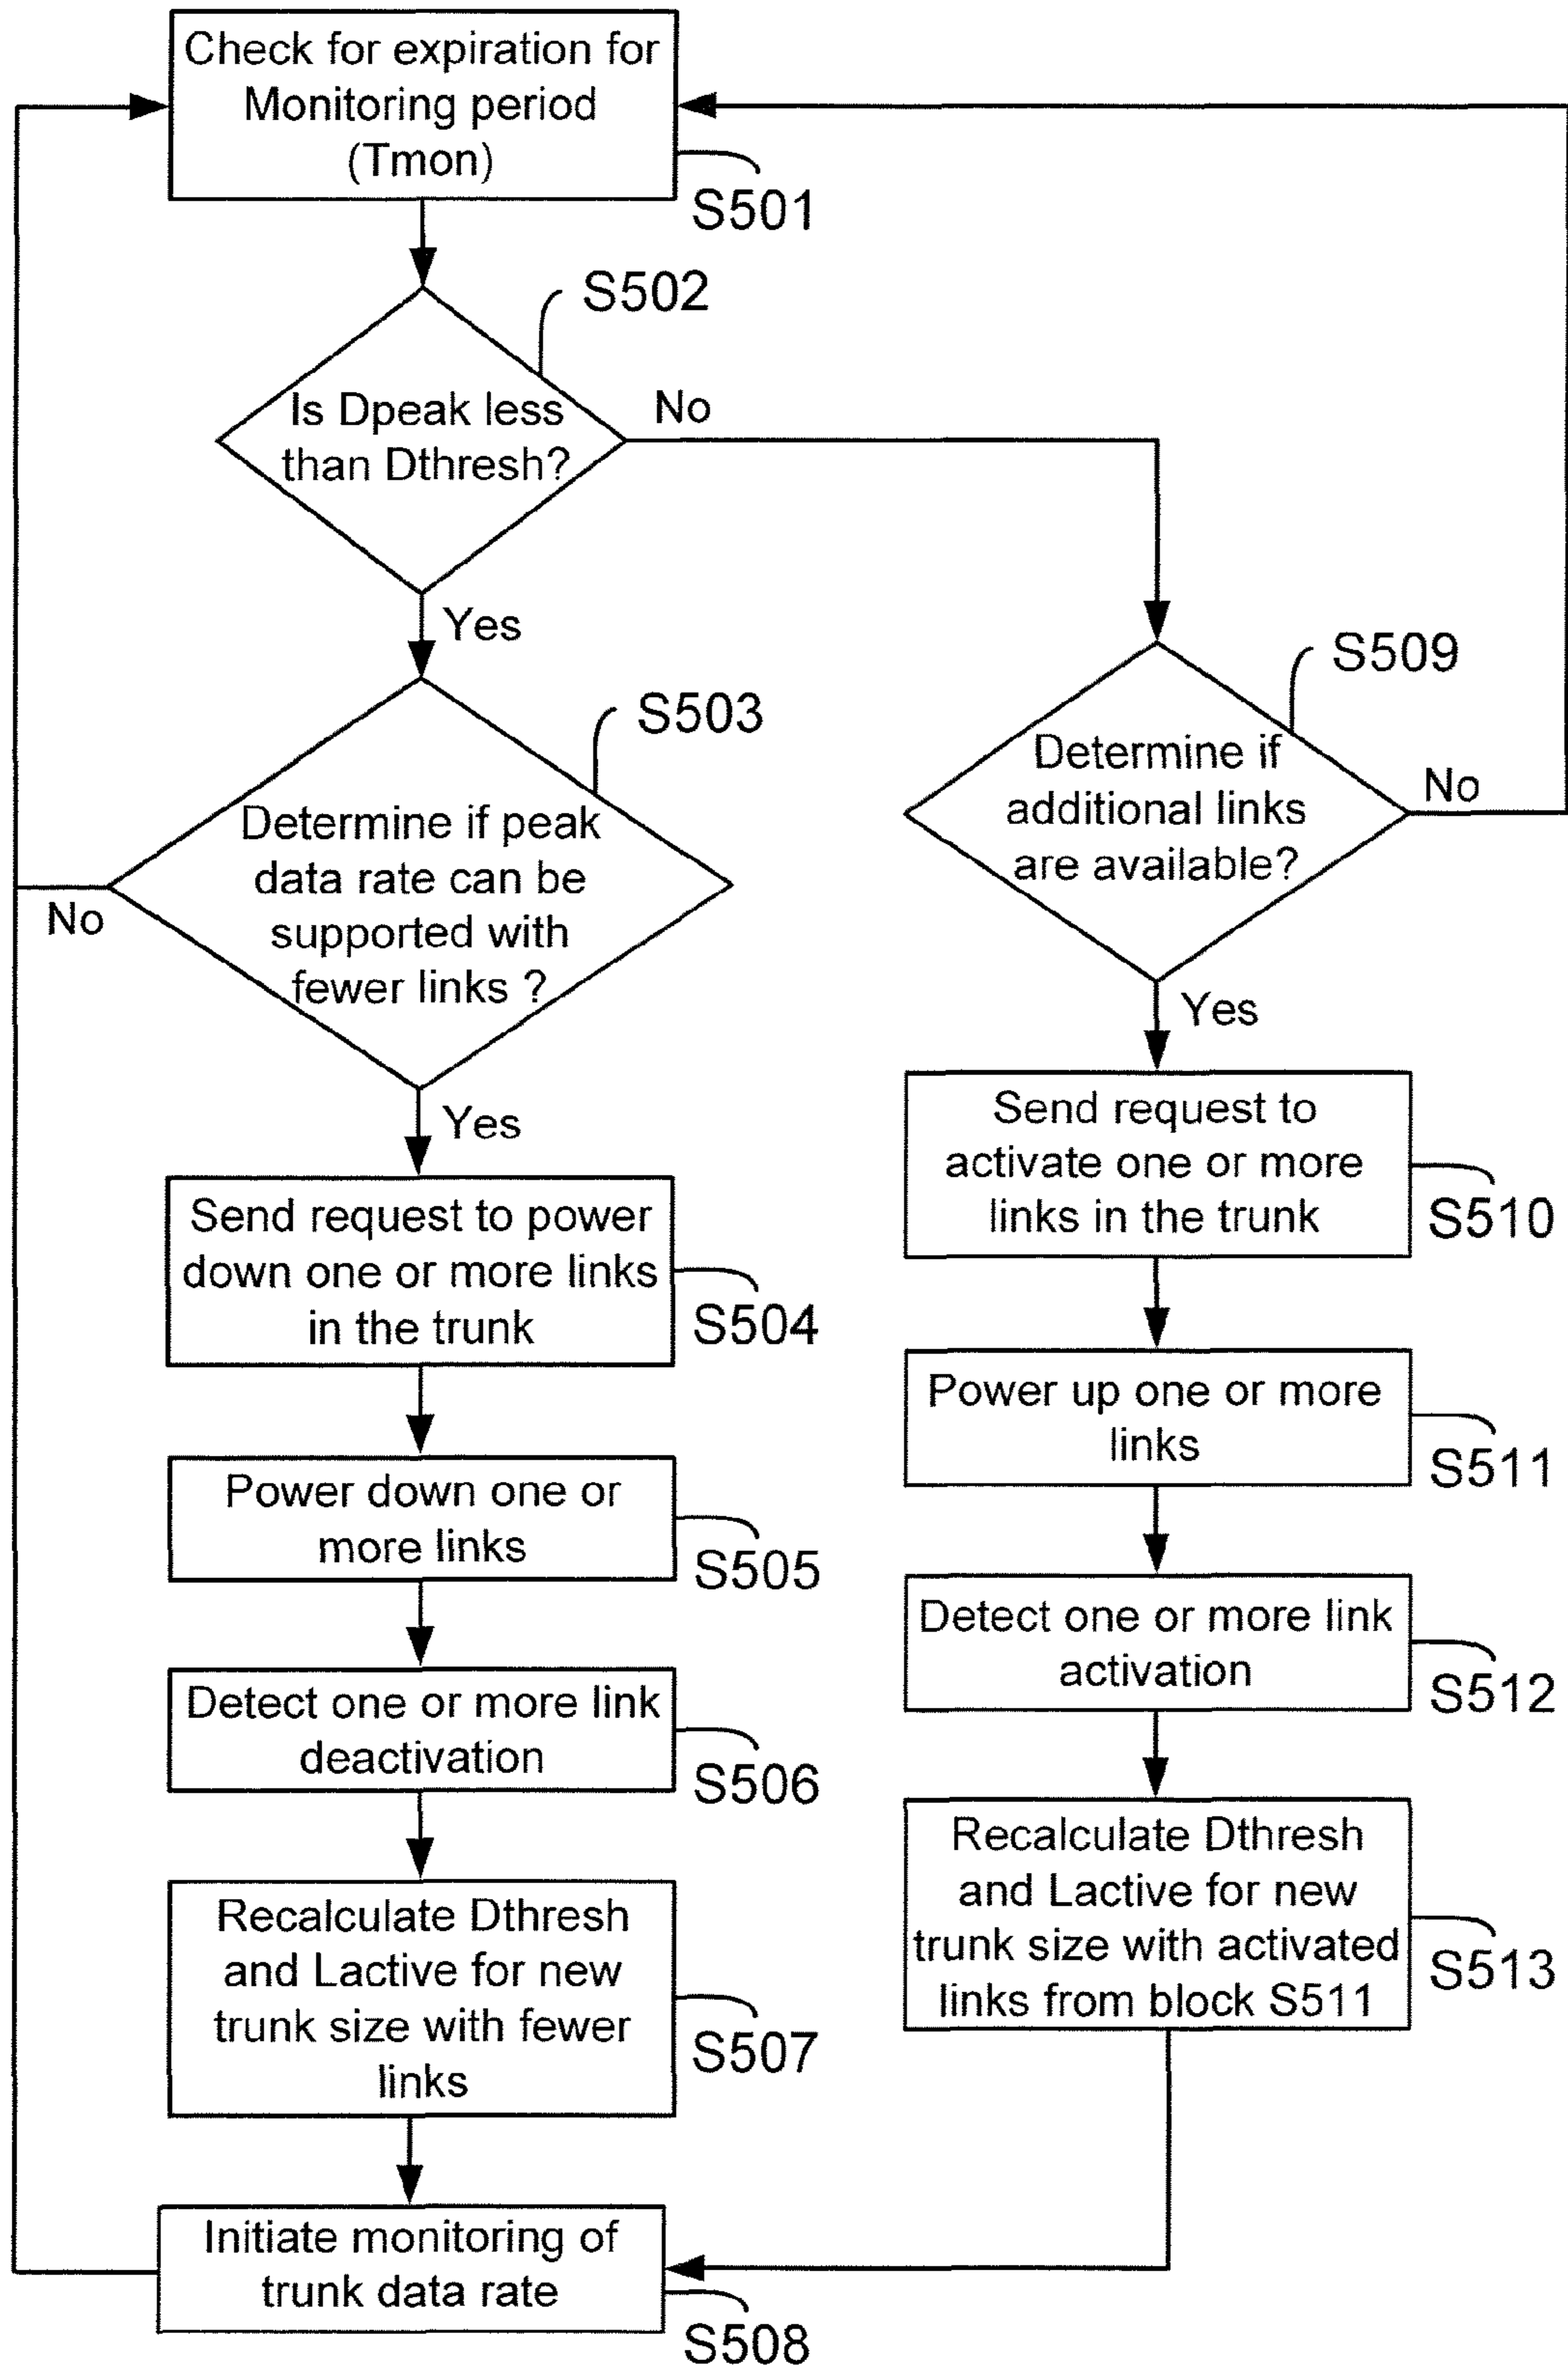 Check for expiration for
Monitoring period
(Tmon)
S501
S502
Is Dpeak less
than Dthresh?
No
Yes
S503
Determine if peak
data rate can be
supported with
fewer links ?
No
Yes
Send request to power
down one or more links
in the trunk
S504
Power down one or
more links
S505
Detect one or more link
deactivation
S506
Recalculate Dthresh
and Lactive for new
trunk size with fewer
links
S507
Initiate monitoring of
trunk data rate
S508
S509
Determine if
additional links
are available?
No
Yes
Send request to
activate one or more
links in the trunk
S510
Power up one or more
links
S511
Detect one or more link
activation
S512
Recalculate Dthresh
and Lactive for new
trunk size with activated
links from block S511
S513